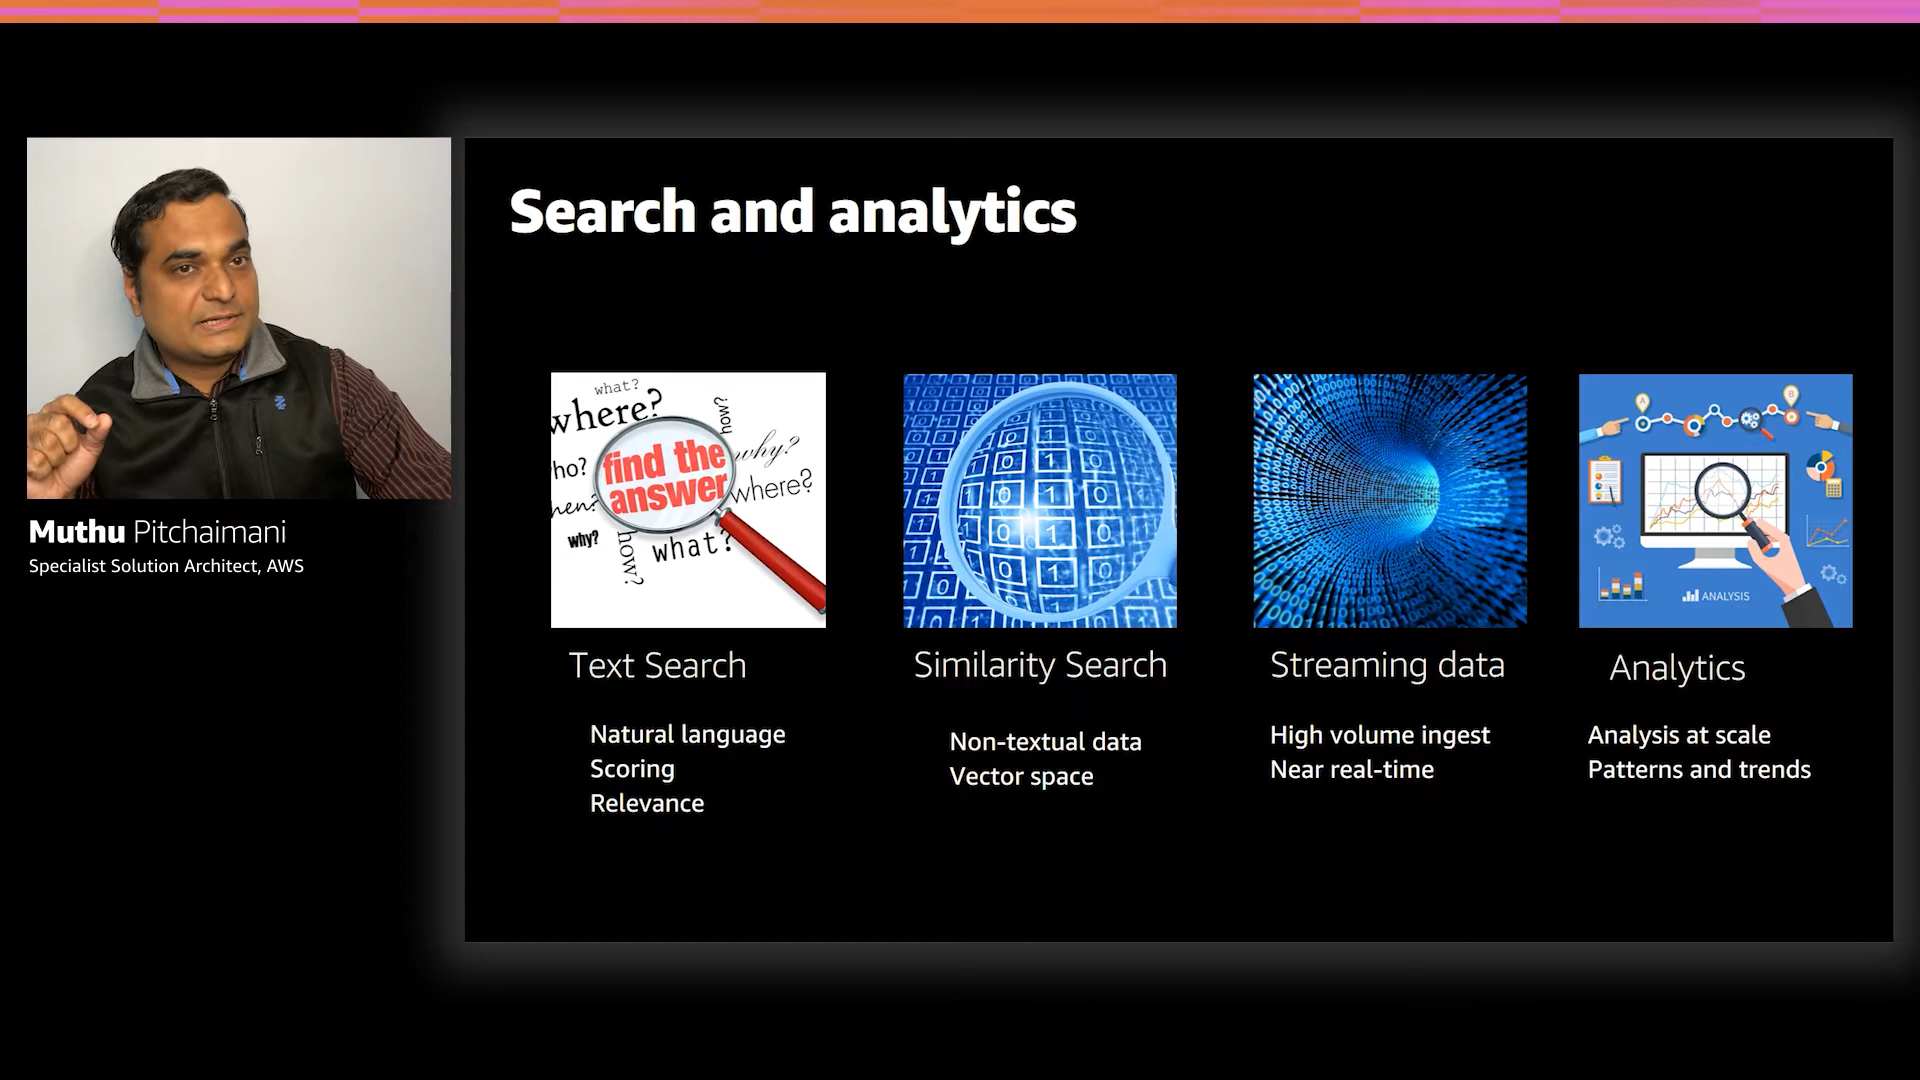 Search and analytics
Muthu Pitchaimani
Specialist Solution Architect, AWS
what?
where?
how?
why?
find the
answer
where?
why?
how?
what?
A
B
ANALYSIS
Text Search
Natural language
Scoring
Relevance
Similarity Search
Non-textual data
Vector space
Streaming data
High volume ingest
Near real-time
Analytics
Analysis at scale
Patterns and trends